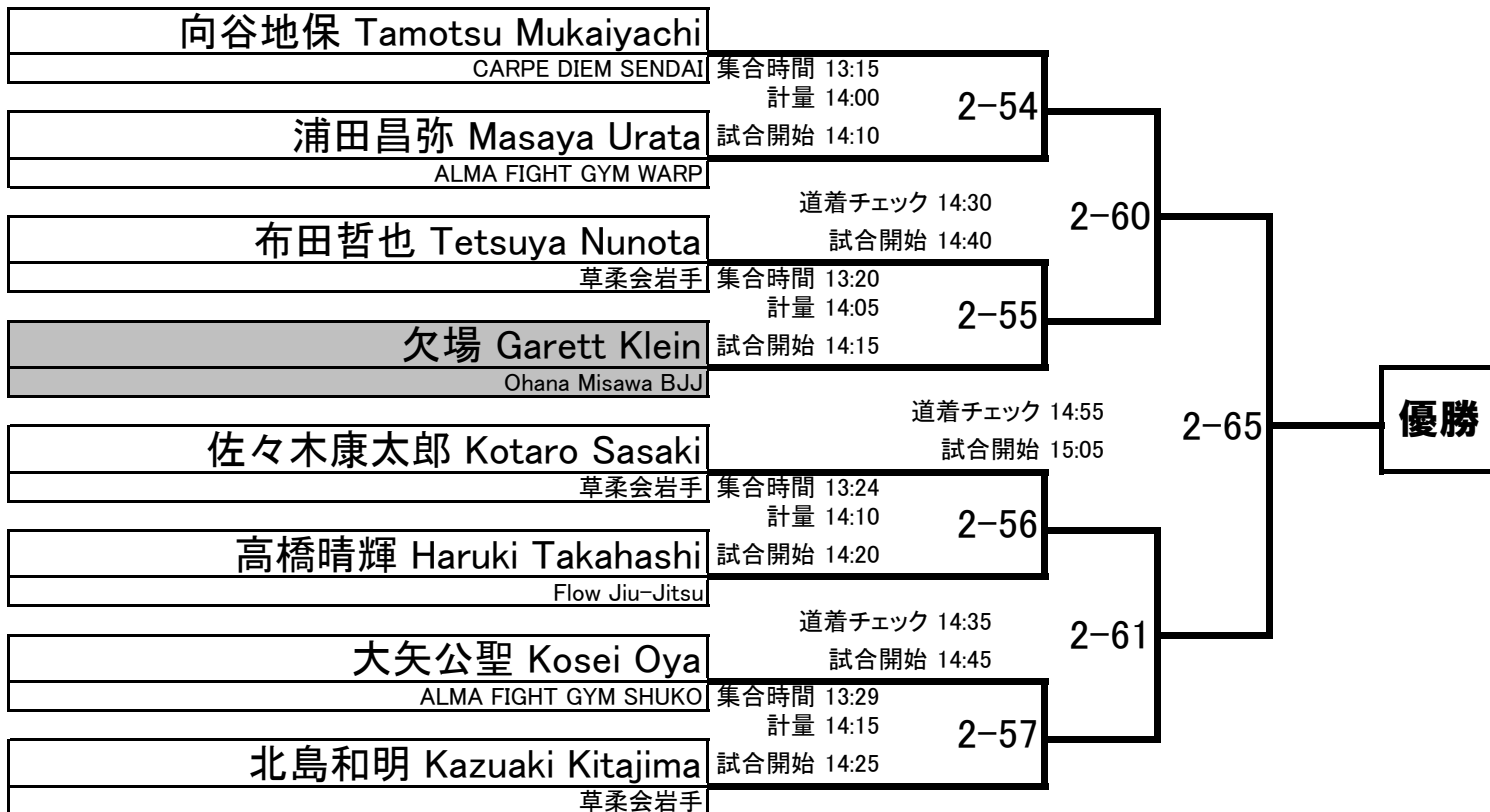 向谷地保 Tamotsu Mukaiyachi
CARPE DIEM SENDAI
集合時間 13:15
計量 14:00
2-54
浦田昌弥 Masaya Urata
試合開始 14:10
ALMA FIGHT GYM WARP
道着チェック 14:30
2-60
試合開始 14:40
布田哲也 Tetsuya Nunota
草柔会岩手
集合時間 13:20
計量 14:05
2-55
欠場 Garett Klein
試合開始 14:15
Ohana Misawa BJJ
道着チェック 14:55
2-65
優勝
試合開始 15:05
佐々木康太郎 Kotaro Sasaki
草柔会岩手
集合時間 13:24
計量 14:10
2-56
高橋晴輝 Haruki Takahashi
試合開始 14:20
Flow Jiu-Jitsu
道着チェック 14:35
2-61
試合開始 14:45
大矢公聖 Kosei Oya
ALMA FIGHT GYM SHUKO
集合時間 13:29
計量 14:15
2-57
北島和明 Kazuaki Kitajima
試合開始 14:25
草柔会岩手